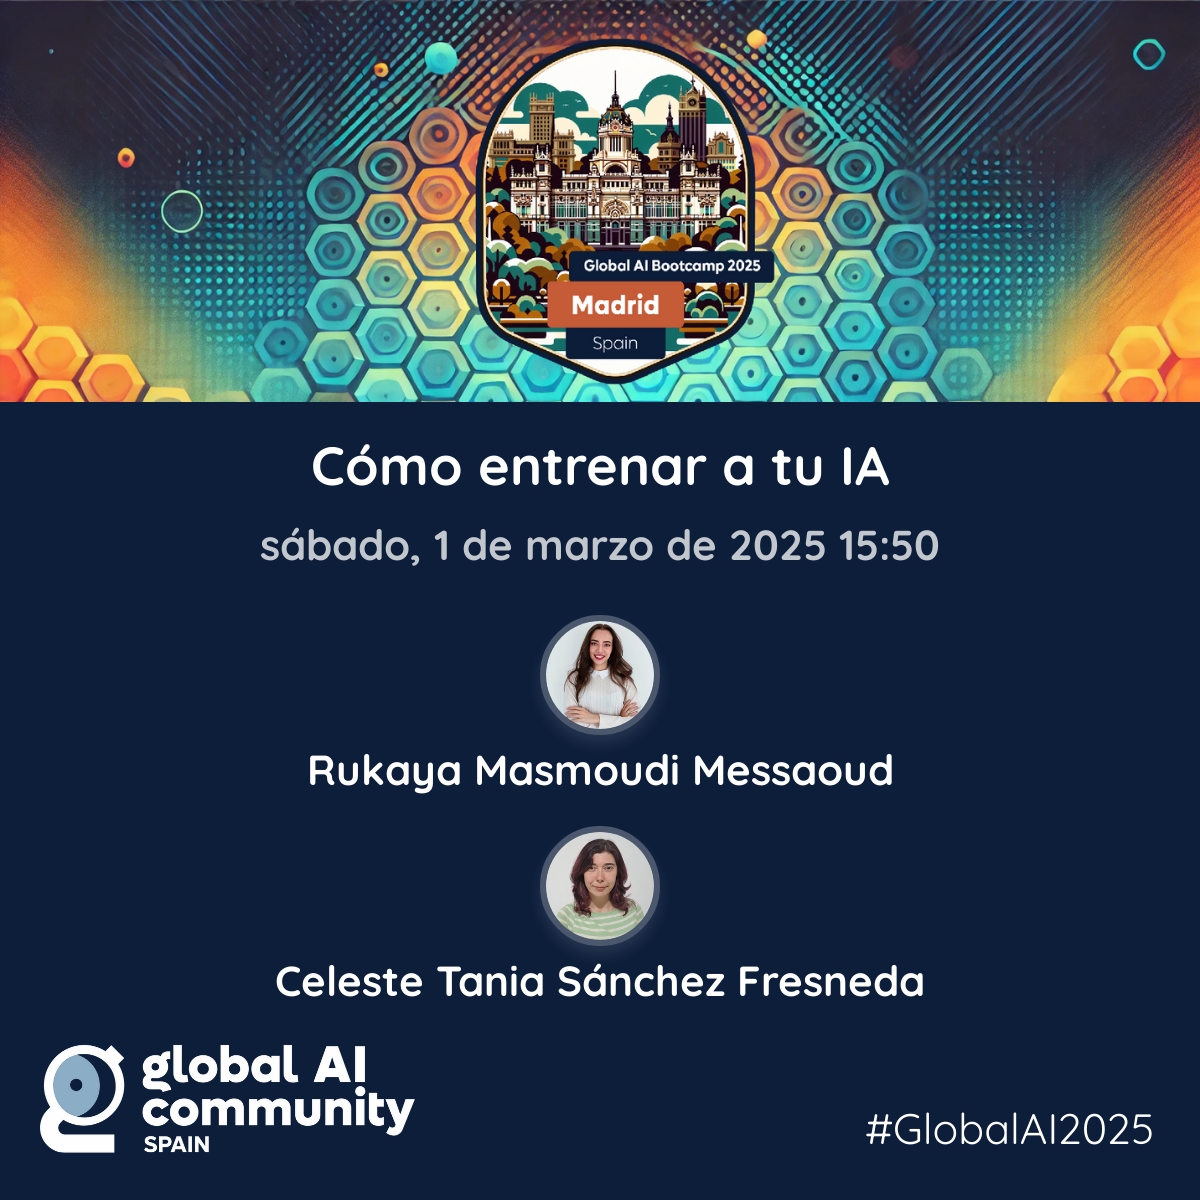 Global AI Bootcamp 2025
Madrid
Spain
Cómo entrenar a tu IA
sábado, 1 de marzo de 2025 15:50
Rukaya Masmoudi Messaoud
Celeste Tania Sánchez Fresneda
global AI
community
SPAIN
#GlobalAI2025